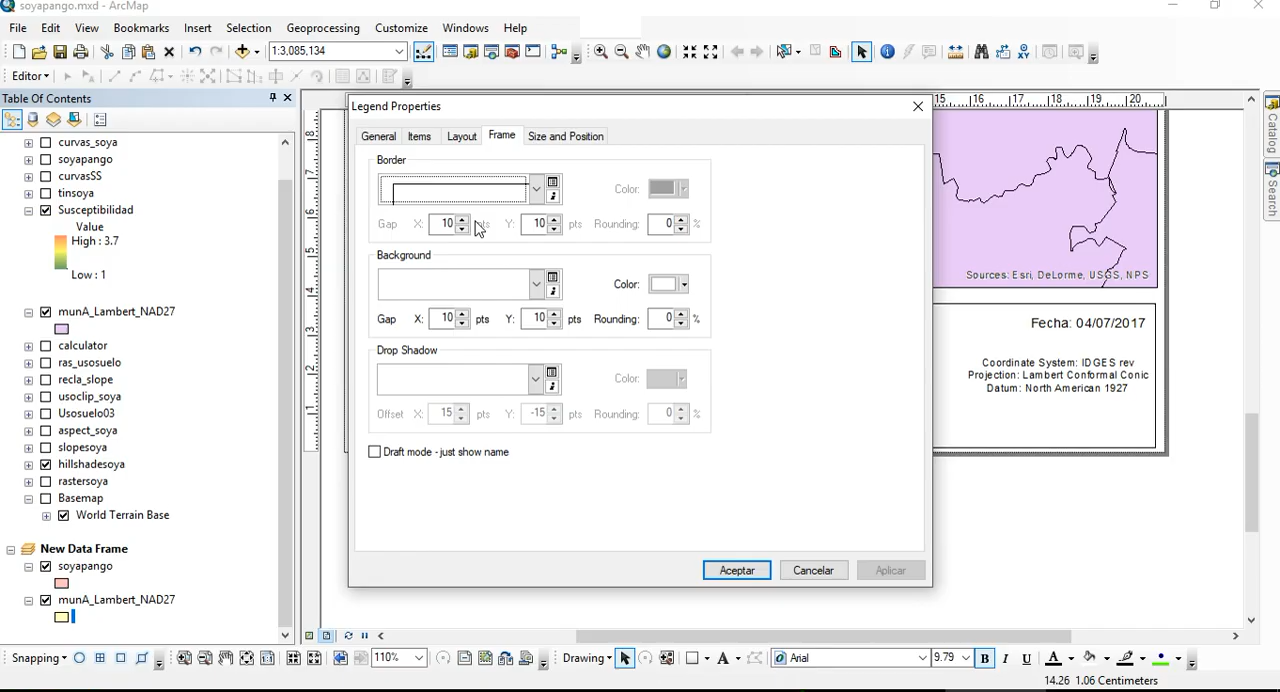 soyapango.mxd - ArcMap
File Edit View Bookmarks Insert Selection Geoprocessing Customize Windows Help
1:3,085,134
Editor
Table Of Contents
curvas_soya
soyapango
curvasSS
tinsoya
Susceptibilidad
Value
High : 3.7
Low : 1
munA_Lambert_NAD27
calculator
ras_usosuelo
recla_slope
usoclip_soya
Usosuelo03
aspect_soya
slopesoya
hillshadesoya
rastersoya
Basemap
World Terrain Base
New Data Frame
soyapango
munA_Lambert_NAD27
Legend Properties
General Items Layout Frame Size and Position
Border
Color:
Gap X: 10 pts Y: 10 pts Rounding: 0 %
Background
Color:
Gap X: 10 pts Y: 10 pts Rounding: 0 %
Drop Shadow
Color:
Offset X: 15 pts Y: -15 pts Rounding: 0 %
Draft mode - just show name
Aceptar Cancelar Aplicar
15 16 17 18 19 20
Sources: Esri, DeLorme, USGS, NPS
Fecha: 04/07/2017
Coordinate System: IDGES rev
Projection: Lambert Conformal Conic
Datum: North American 1927
Catalog
Search
Snapping 110% Drawing A Arial 9.79 B I U A
14.26 1.06 Centimeters